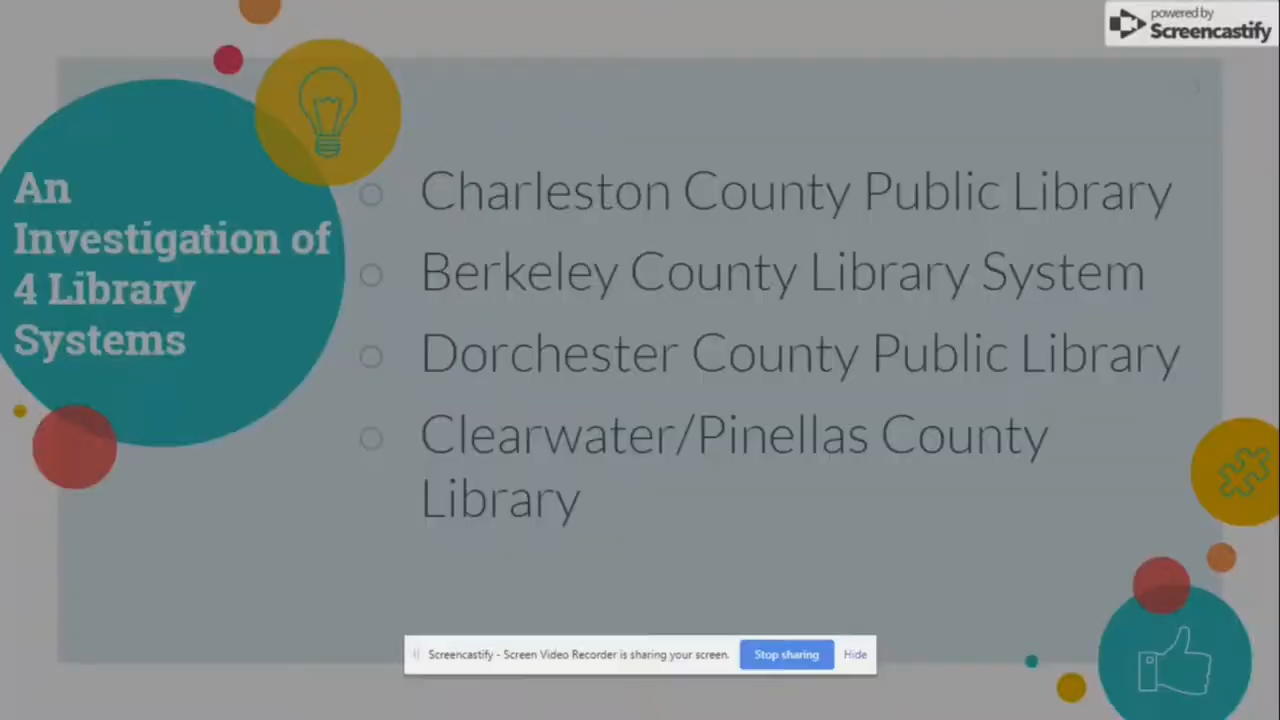 powered by
Screencastify
An
Investigation of
4 Library
Systems
Charleston County Public Library
Berkeley County Library System
Dorchester County Public Library
Clearwater/Pinellas County
Library
Screencastify - Screen Video Recorder is sharing your screen.
Stop sharing
Hide